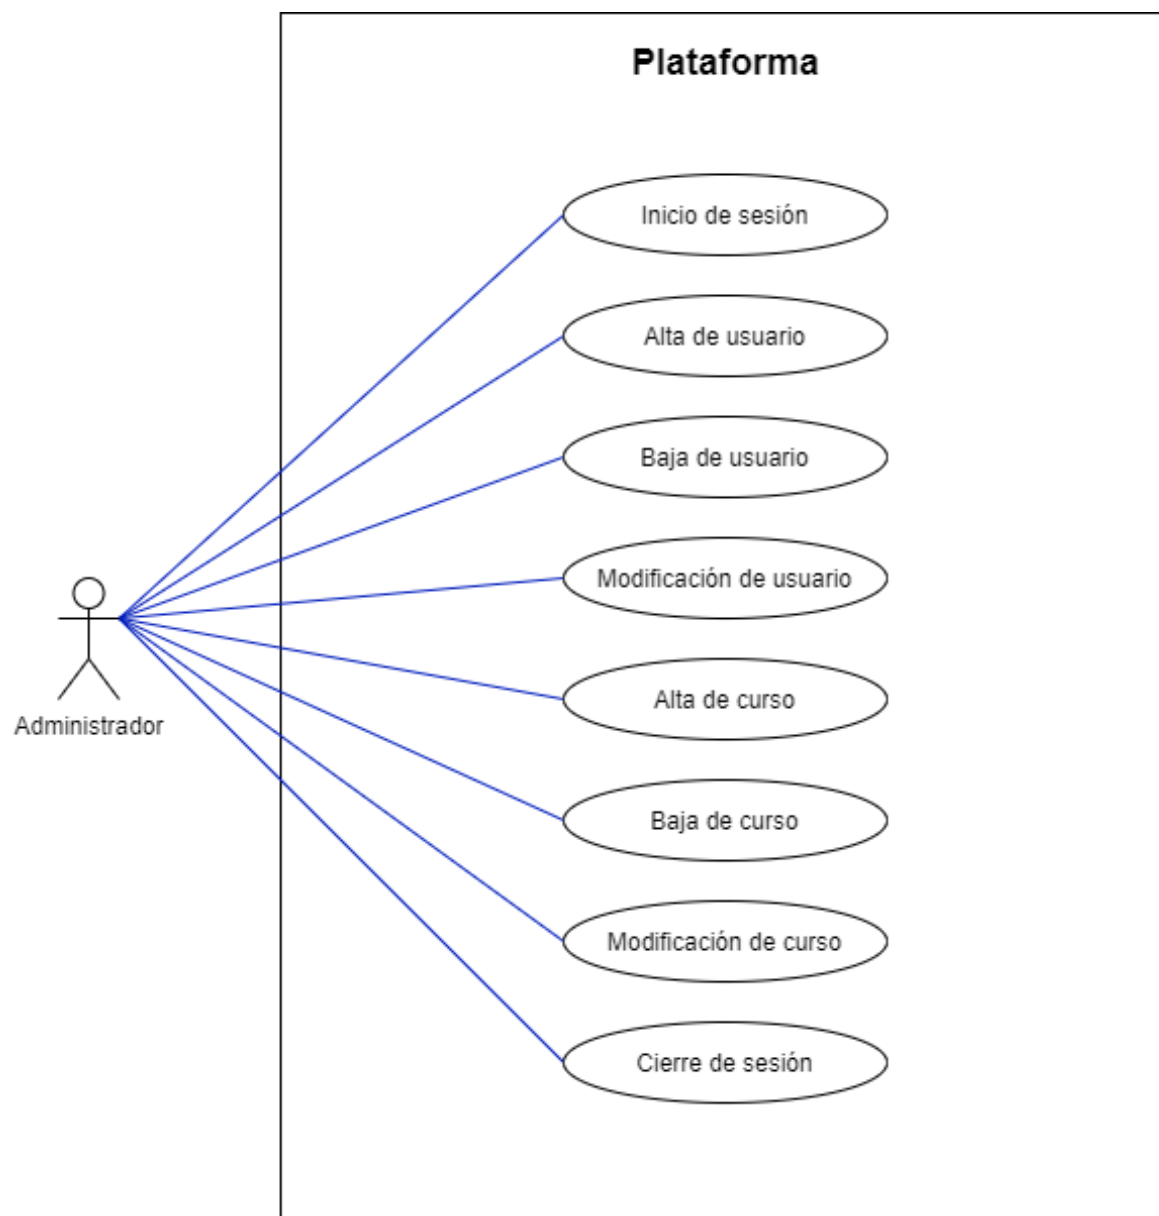 Plataforma
Inicio de sesión
Alta de usuario
Baja de usuario
Modificación de usuario
Alta de curso
Administrador
Baja de curso
Modificación de curso
Cierre de sesión